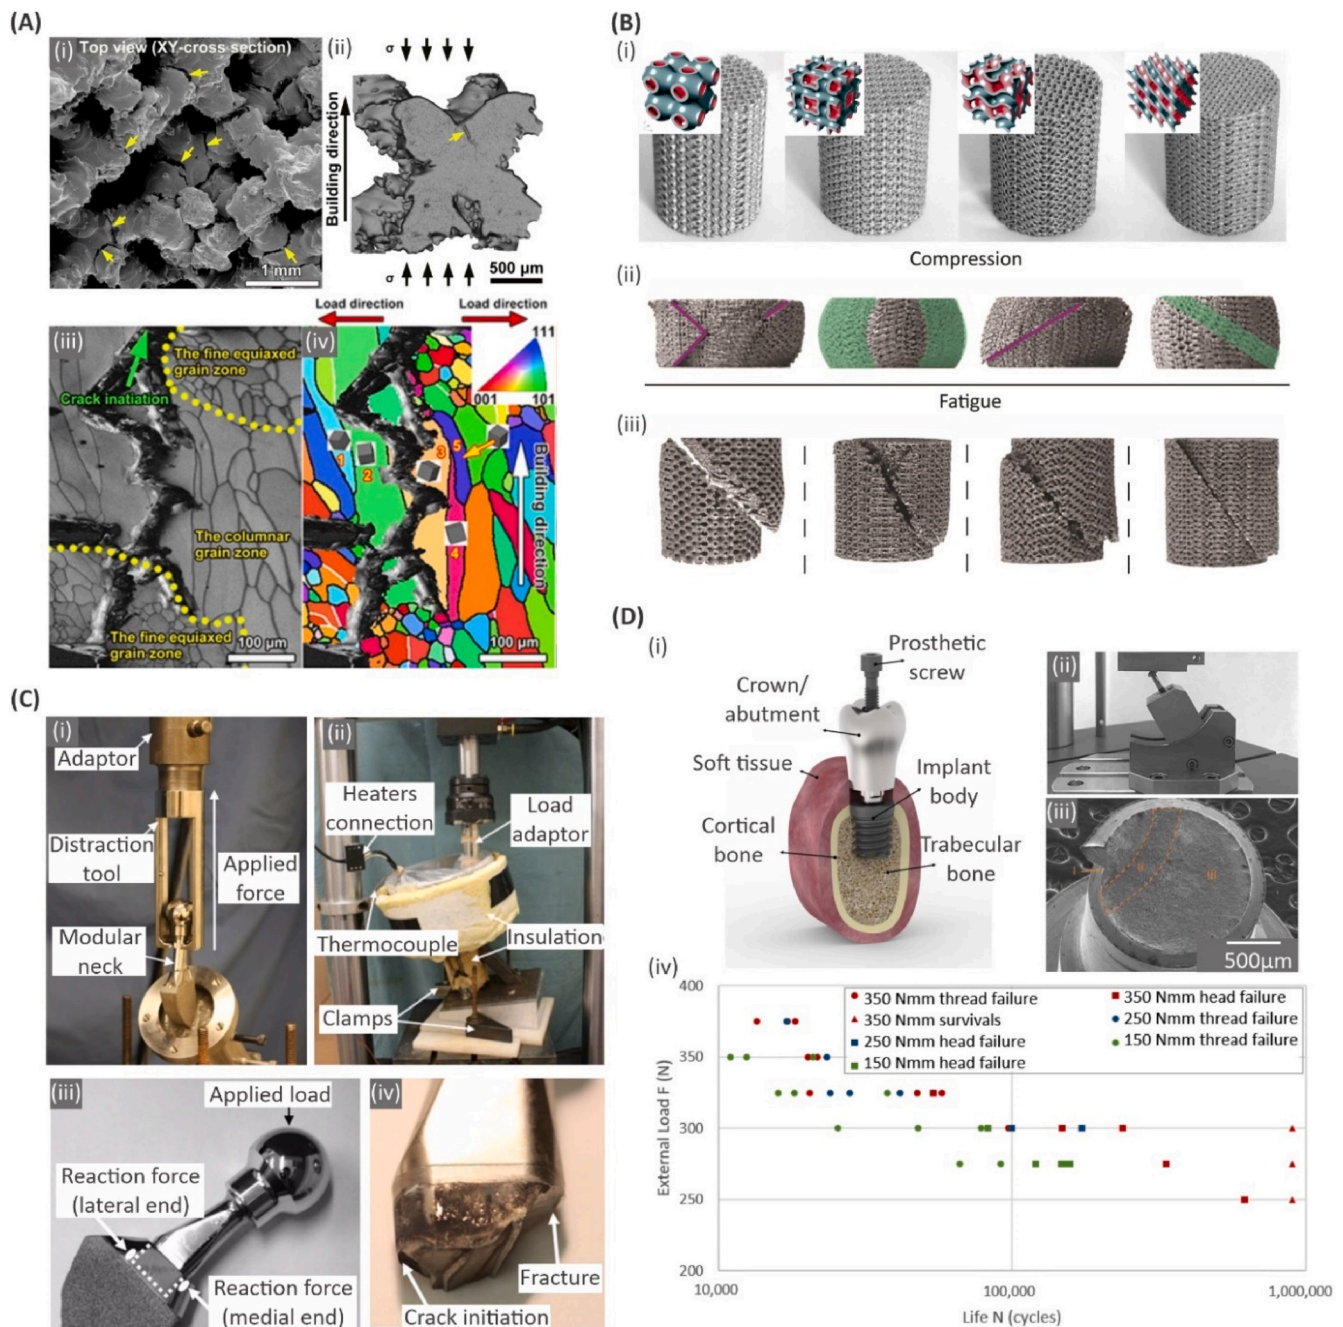 (A)
(i)
Top view (XY-cross-section)
1 mm
(ii)
σ
Building direction
σ
500 µm
(iii)
The fine equiaxed
grain zone
Crack inatiation
The columnar
grain zone
The fine equiaxed
grain zone
100 µm
Load direction
Load direction
(iv)
111
001
101
1
2
3
5
4
Building direction
100 µm
(B)
(i)
Compression
(ii)
Fatigue
(iii)
(C)
(i)
Adaptor
Distraction
tool
Applied
force
Modular
neck
(ii)
Heaters
connection
Load
adaptor
Thermocouple
Insulation
Clamps
(iii)
Applied load
Reaction force
(lateral end)
Reaction force
(medial end)
(iv)
Fracture
Crack initiation
(D)
(i)
Prosthetic
screw
Crown/
abutment
Soft tissue
Implant
body
Cortical
bone
Trabecular
bone
(ii)
(iii)
I
II
III
500µm
(iv)
400
350
300
250
200
External Load F (N)
350 Nmm thread failure
350 Nmm head failure
350 Nmm survivals
250 Nmm thread failure
250 Nmm head failure
150 Nmm thread failure
150 Nmm head failure
10,000
100,000
1,000,000
Life N (cycles)